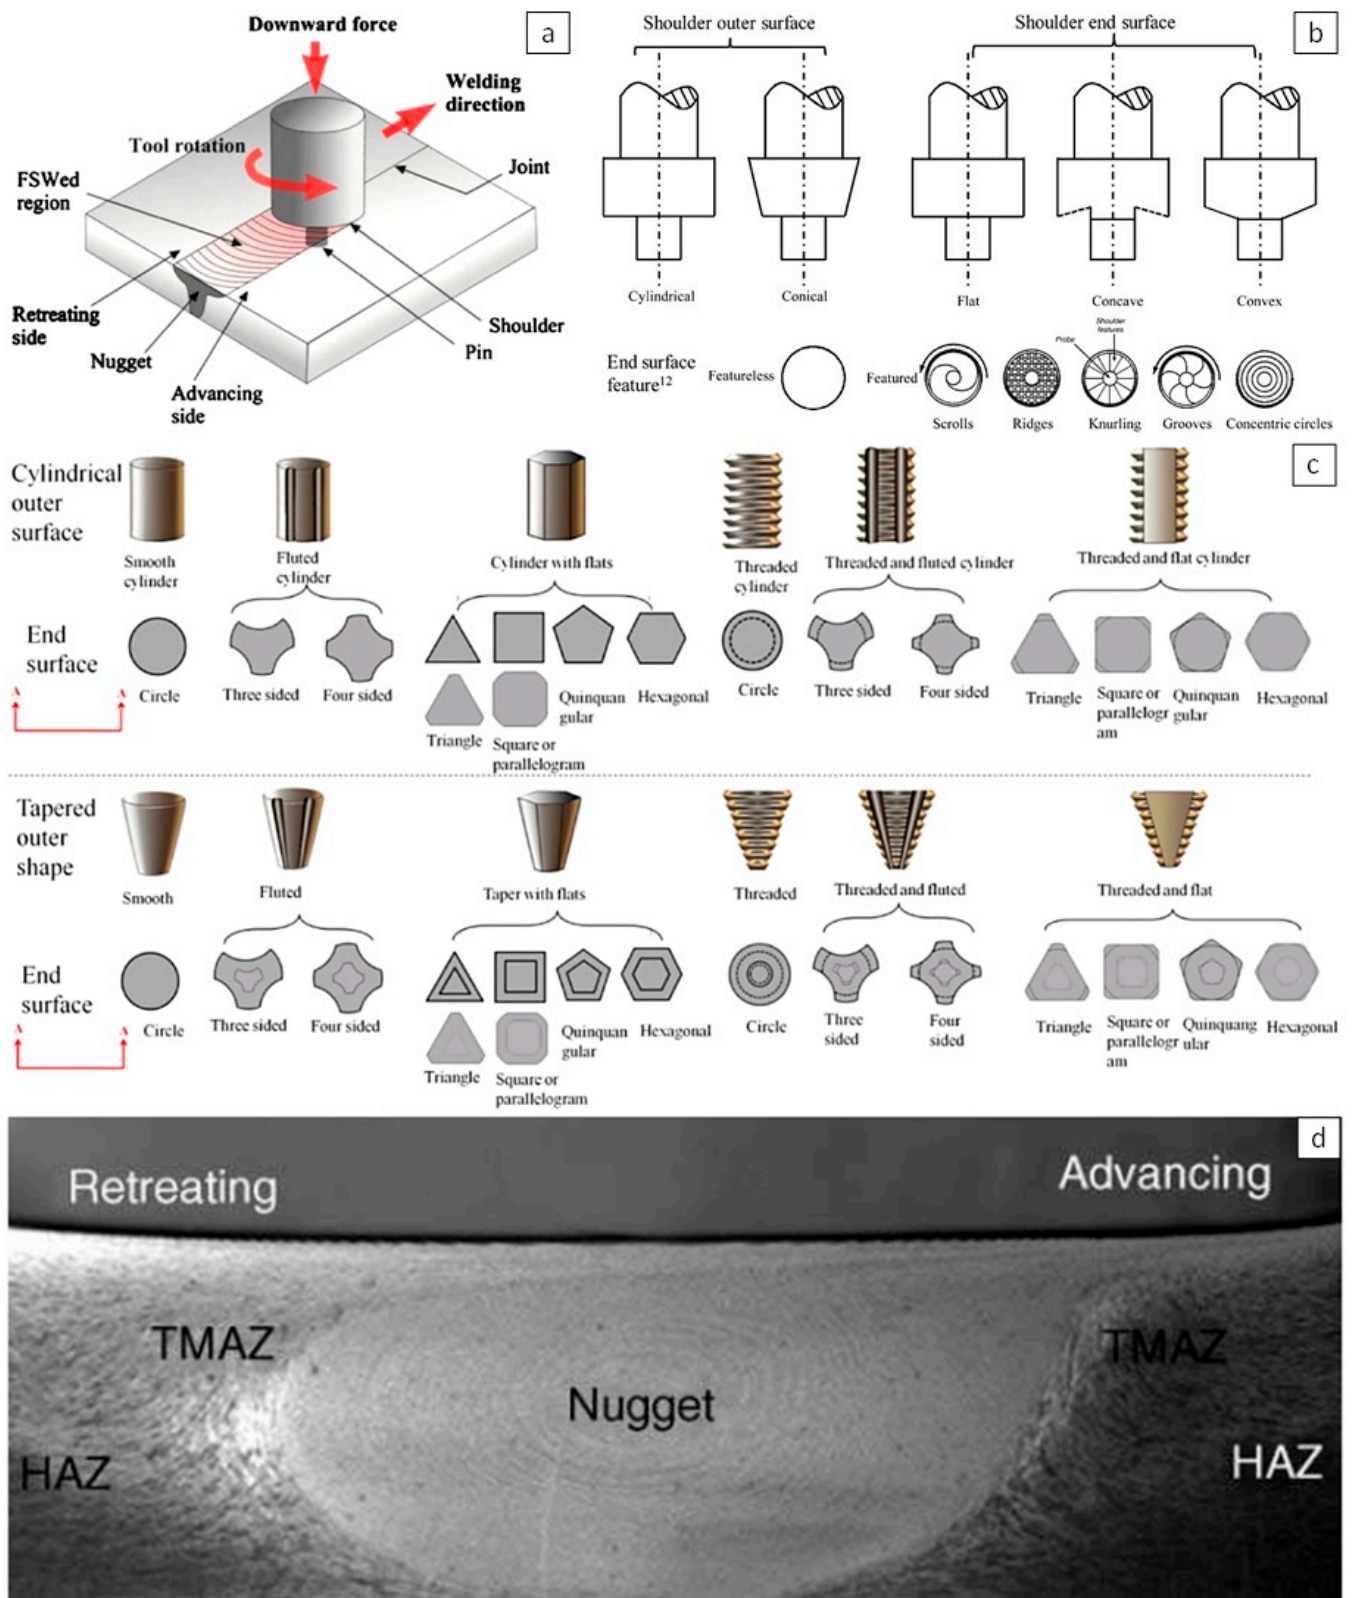 Downward force
a
Welding
direction
Tool rotation
FSWed
region
Joint
Retreating
side
Nugget
Advancing
side
Shoulder
Pin
Shoulder outer surface
Shoulder end surface
b
Cylindrical
Conical
Flat
Concave
Convex
End surface
feature12
Featureless
Featured
Probe
Shoulder
features
Scrolls
Ridges
Knurling
Grooves
Concentric circles
c
Cylindrical
outer
surface
Smooth
cylinder
Fluted
cylinder
Cylinder with flats
Threaded
cylinder
Threaded and fluted cylinder
Threaded and flat cylinder
End
surface
A
A
Circle
Three sided
Four sided
Triangle
Square or
parallelogram
Quinquan
gular
Hexagonal
Circle
Three sided
Four sided
Triangle
Square or
parallelogr
am
Quinquan
gular
Hexagonal
Tapered
outer
shape
Smooth
Fluted
Taper with flats
Threaded
Threaded and fluted
Threaded and flat
End
surface
A
A
Circle
Three sided
Four sided
Triangle
Square or
parallelogram
Quinquan
gular
Hexagonal
Circle
Three
sided
Four
sided
Triangle
Square or
parallelogr
am
Quinquang
ular
Hexagonal
d
Retreating
Advancing
TMAZ
TMAZ
Nugget
HAZ
HAZ